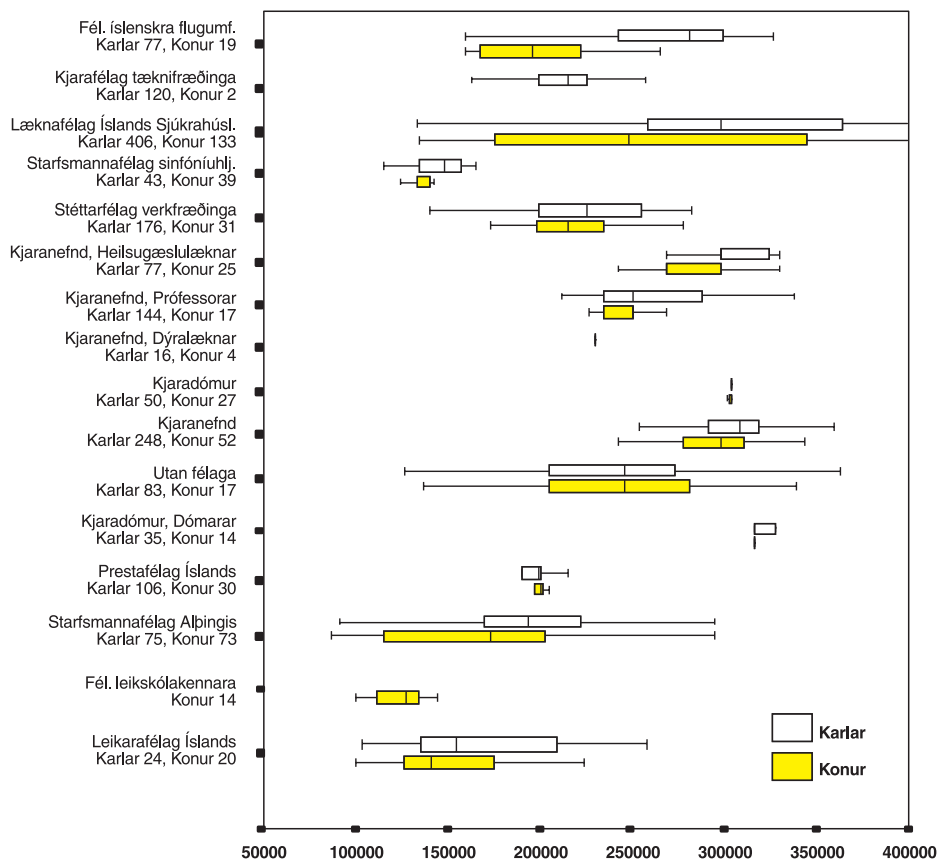 Fél. íslenskra flugumf.
Karlar 77, Konur 19
Kjarafélag tæknifræðinga
Karlar 120, Konur 2
Læknafélag Íslands Sjúkrahúsl.
Karlar 406, Konur 133
Starfsmannafélag sinfóníuhlj.
Karlar 43, Konur 39
Stéttarfélag verkfræðinga
Karlar 176, Konur 31
Kjaranefnd, Heilsugæslulæknar
Karlar 77, Konur 25
Kjaranefnd, Prófessorar
Karlar 144, Konur 17
Kjaranefnd, Dýralæknar
Karlar 16, Konur 4
Kjaradómur
Karlar 50, Konur 27
Kjaranefnd
Karlar 248, Konur 52
Utan félaga
Karlar 83, Konur 17
Kjaradómur, Dómarar
Karlar 35, Konur 14
Prestafélag Íslands
Karlar 106, Konur 30
Starfsmannafélag Alþingis
Karlar 75, Konur 73
Fél. leikskólakennara
Konur 14
Leikarafélag Íslands
Karlar 24, Konur 20
Karlar
Konur
50000 100000 150000 200000 250000 300000 350000 400000